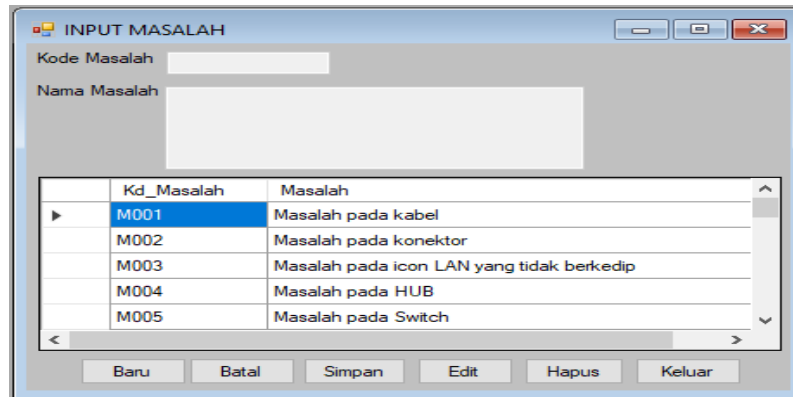 INPUT MASALAH
Kode Masalah
Nama Masalah
Kd_Masalah Masalah
M001 Masalah pada kabel
M002 Masalah pada konektor
M003 Masalah pada icon LAN yang tidak berkedip
M004 Masalah pada HUB
M005 Masalah pada Switch
Baru Batal Simpan Edit Hapus Keluar